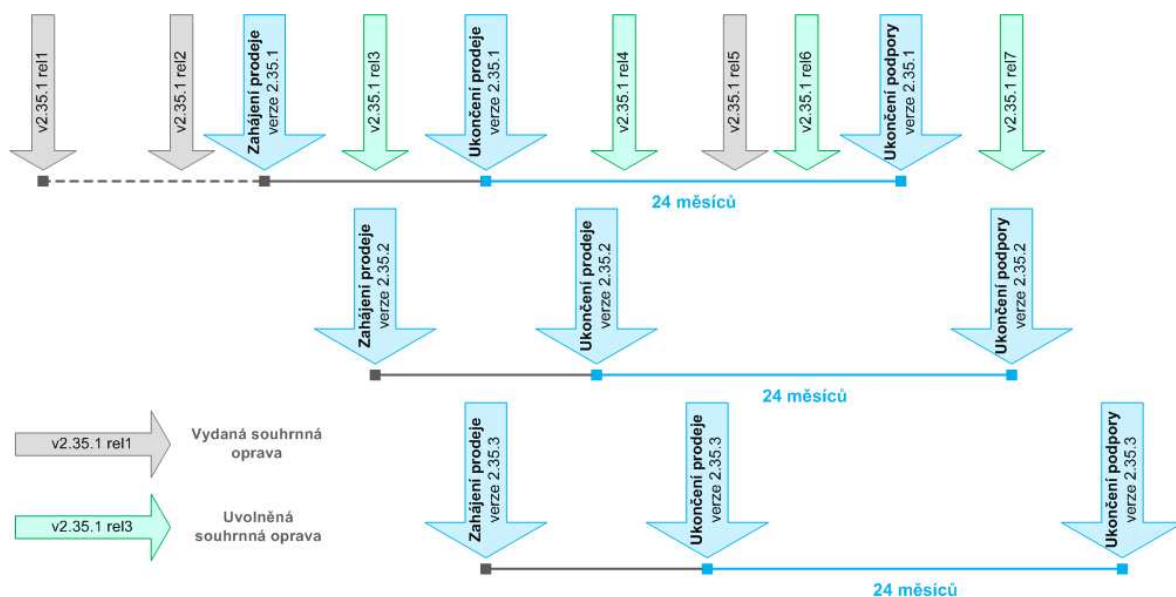 v2.35.1 rel1
v2.35.1 rel2
Zahájení prodeje
verze 2.35.1
v2.35.1 rel3
Ukončení prodeje
verze 2.35.1
v2.35.1 rel4
v2.35.1 rel5
v2.35.1 rel6
Ukončení podpory
verze 2.35.1
v2.35.1 rel7
24 měsíců
Zahájení prodeje
verze 2.35.2
Ukončení prodeje
verze 2.35.2
Ukončení podpory
verze 2.35.2
24 měsíců
v2.35.1 rel1
Vydaná souhrnná
oprava
v2.35.1 rel3
Uvolněná
souhrnná oprava
Zahájení prodeje
verze 2.35.3
Ukončení prodeje
verze 2.35.3
Ukončení podpory
verze 2.35.3
24 měsíců